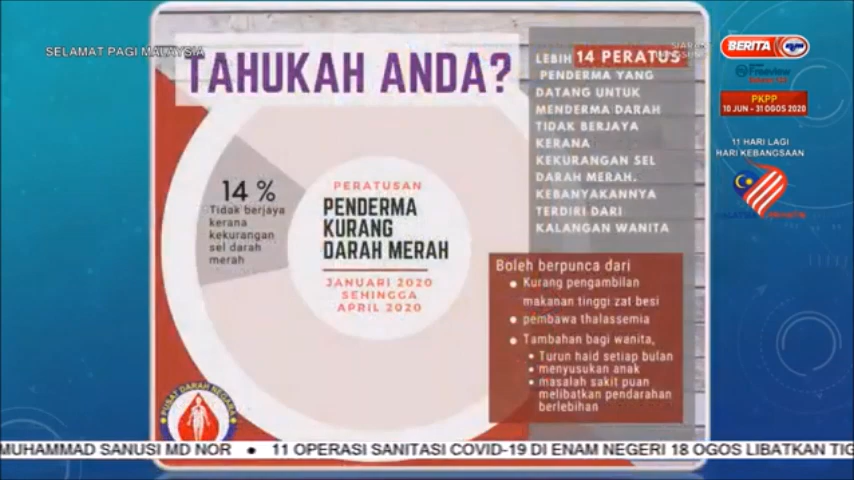 SELAMAT PAGI MALAYSIA
BERITA
PKPP
10 JUN - 31 OGOS 2020
11 HARI LAGI
HARI KEBANGSAAN
TAHUKAH ANDA?
LEBIH 14 PERATUS
PENDERMA YANG
DATANG UNTUK
MENDERMA DARAH
TIDAK BERJAYA
KERANA
KEKURANGAN SEL
DARAH MERAH.
KEBANYAKANNYA
TERDIRI DARI
KALANGAN WANITA
14 %
Tidak berjaya
kerana
kekurangan
sel darah
merah
PERATUSAN
PENDERMA
KURANG
DARAH MERAH
JANUARI 2020
SEHINGGA
APRIL 2020
Boleh berpunca dari
• Kurang pengambilan
makanan tinggi zat besi
• pembawa thalassemia
• Tambahan bagi wanita,
• Turun haid setiap bulan
• menyusukan anak
• masalah sakit puan
melibatkan pendarahan
berlebihan
PUSAT DARAH NEGARA
MUHAMMAD SANUSI MD NOR • 11 OPERASI SANITASI COVID-19 DI ENAM NEGERI 18 OGOS LIBATKAN TIG